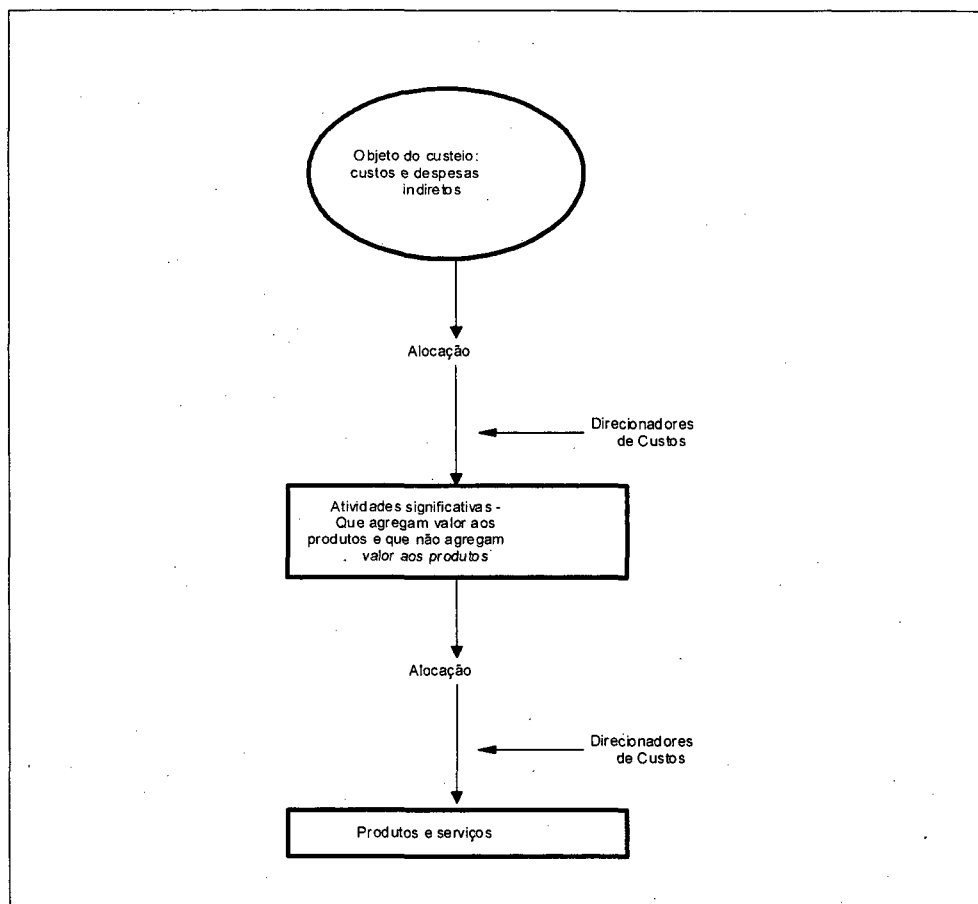 Objeto do custeio:
custos e despesas
indiretos
Alocação
Direcionadores
de Custos
Atividades significativas -
Que agregam valor aos
produtos e que não agregam
valor aos produtos
Alocação
Direcionadores
de Custos
Produtos e serviços